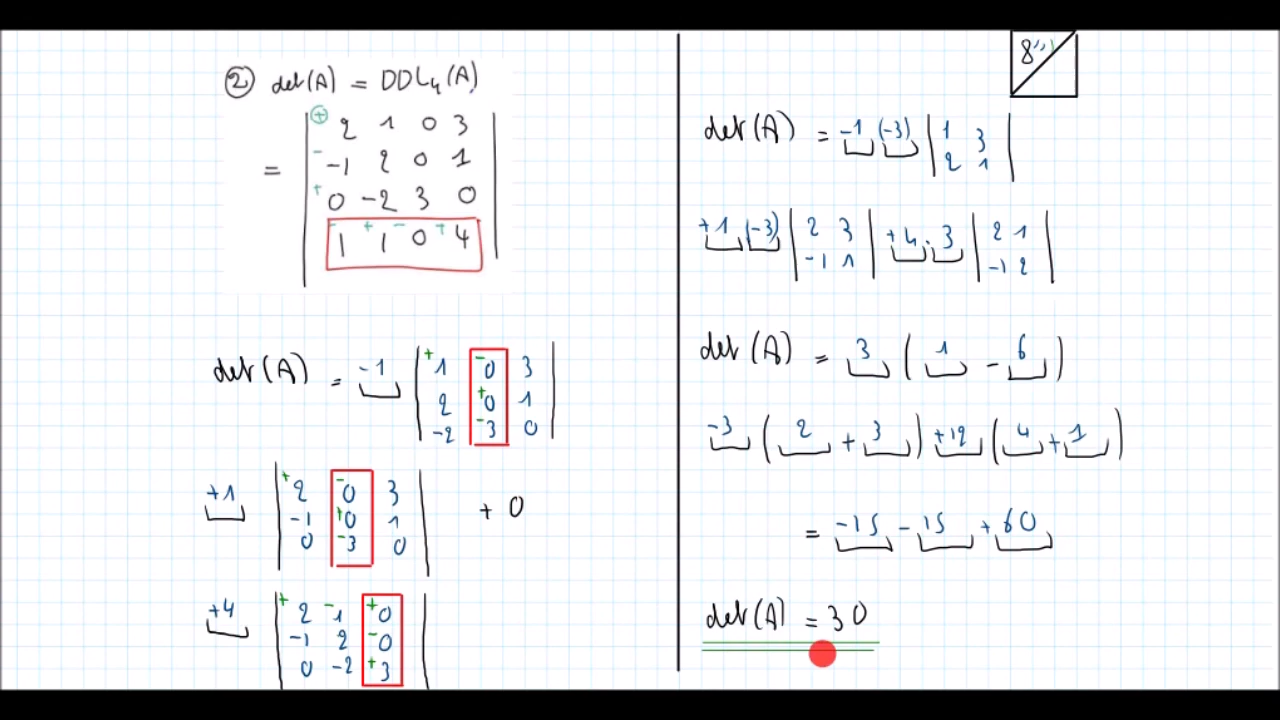 ② det(A) = DDL₄(A)
⊕ 2 1 0 3
= - -1 2 0 1
+ 0 -2 3 0
- 1 + 1 - 0 + 4
det(A) = -1 | + 1 - 0 3 |
2 + 0 1
-2 - 3 0
+1 | + 2 - 0 3 | + 0
-1 + 0 1
0 - 3 0
+4 | + 2 - 1 + 0 |
-1 2 - 0
0 -2 + 3
8
det(A) = -1 (-3) | 1 3 |
2 1
+1 (-3) | 2 3 | +4 . 3 | 2 1 |
-1 1 -1 2
det(A) = 3 ( 1 - 6 )
-3 ( 2 + 3 ) +12 ( 4 + 1 )
= -15 - 15 + 60
det(A) = 30